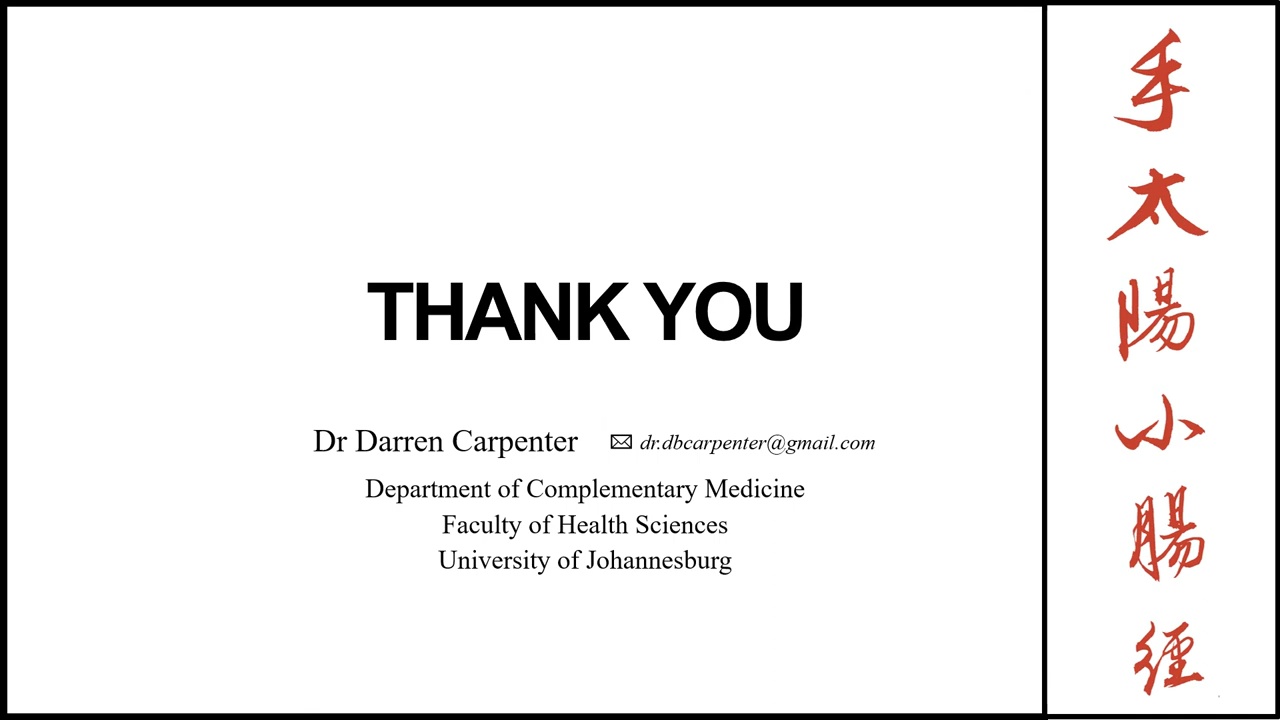 THANK YOU
Dr Darren Carpenter dr.dbcarpenter@gmail.com
Department of Complementary Medicine
Faculty of Health Sciences
University of Johannesburg
手太陽小腸經